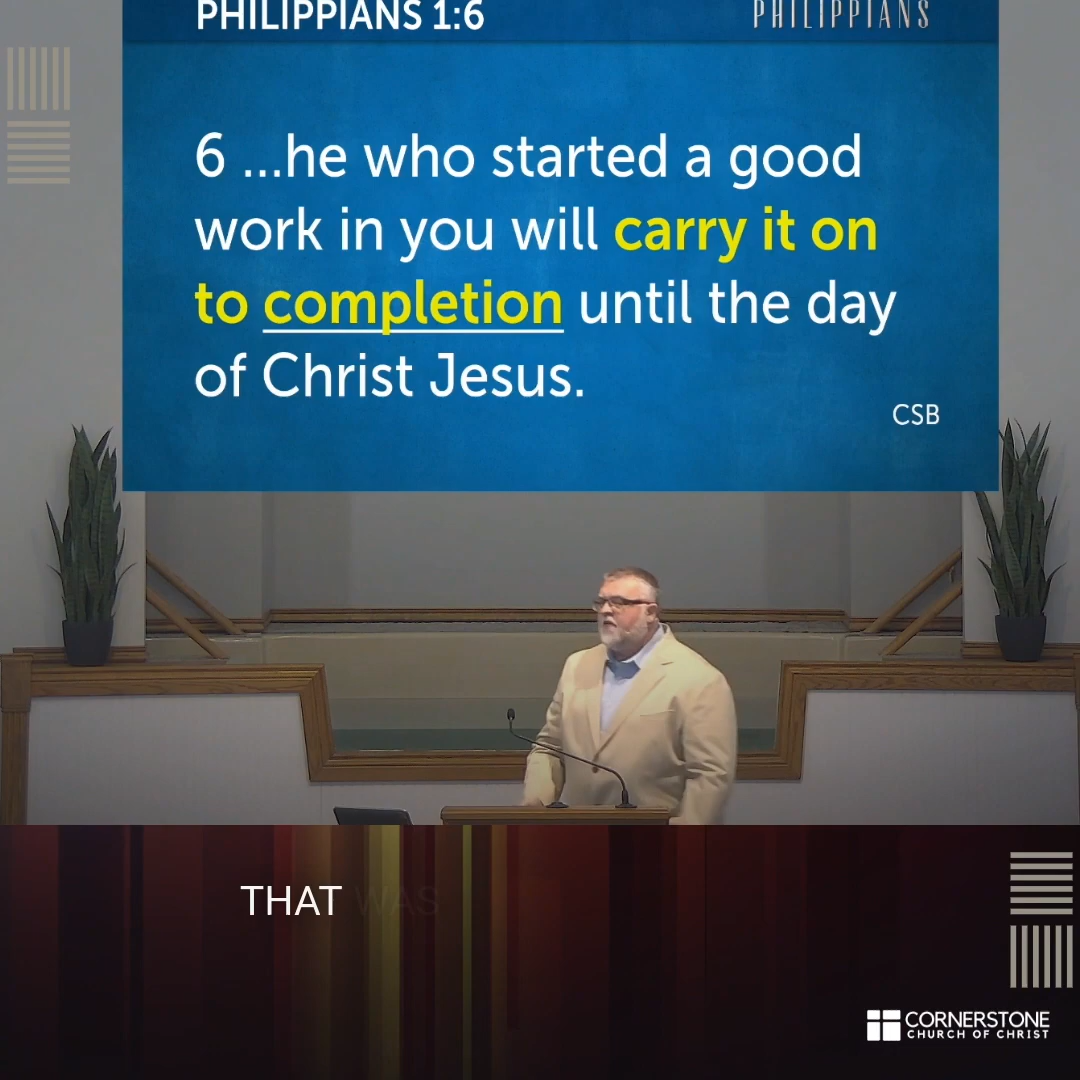 PHILIPPIANS 1:6
PHILIPPIANS
6 ...he who started a good
work in you will carry it on
to completion until the day
of Christ Jesus.
CSB
THAT WAS
CORNERSTONE
CHURCH OF CHRIST